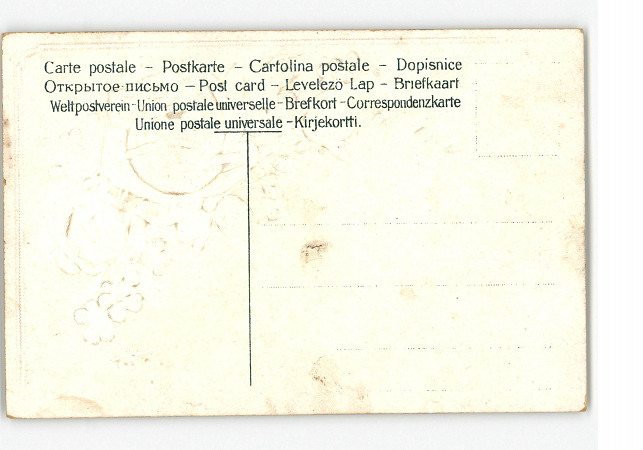 Carte postale – Postkarte – Cartolina postale – Dopisnice
Открытое письмо – Post card – Levelező Lap – Briefkaart
Weltpostverein - Union postale universelle - Brefkort - Correspondenzkarte
Unione postale universale - Kirjekortti.